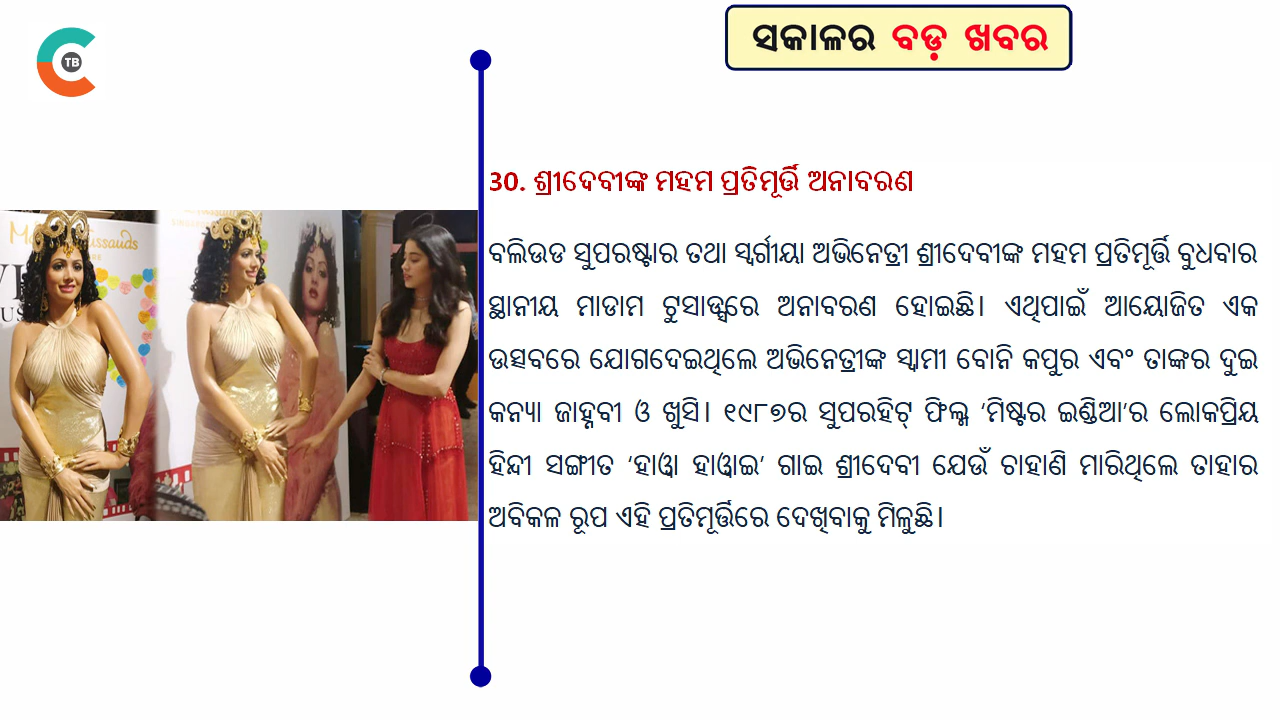 TB
ସକାଳର ବଡ଼ ଖବର
30. ଶ୍ରୀଦେବୀଙ୍କ ମହମ ପ୍ରତିମୂର୍ତ୍ତି ଅନାବରଣ
ବଲିଉଡ ସୁପରଷ୍ଟାର ତଥା ସ୍ୱର୍ଗୀୟା ଅଭିନେତ୍ରୀ ଶ୍ରୀଦେବୀଙ୍କ ମହମ ପ୍ରତିମୂର୍ତ୍ତି ବୁଧବାର
ସ୍ଥାନୀୟ ମାଡାମ ଟୁସାଡ୍ସରେ ଅନାବରଣ ହୋଇଛି। ଏଥିପାଇଁ ଆୟୋଜିତ ଏକ
ଉତ୍ସବରେ ଯୋଗଦେଇଥିଲେ ଅଭିନେତ୍ରୀଙ୍କ ସ୍ୱାମୀ ବୋନି କପୁର ଏବଂ ତାଙ୍କର ଦୁଇ
କନ୍ୟା ଜାହ୍ନବୀ ଓ ଖୁସି। ୧୯୮୭ର ସୁପରହିଟ୍ ଫିଲ୍ମ ‘ମିଷ୍ଟର ଇଣ୍ଡିଆ’ର ଲୋକପ୍ରିୟ
ହିନ୍ଦୀ ସଙ୍ଗୀତ ‘ହାୱା ହାୱାଇ’ ଗାଇ ଶ୍ରୀଦେବୀ ଯେଉଁ ଚାହାଣି ମାରିଥିଲେ ତାହାର
ଅବିକଳ ରୂପ ଏହି ପ୍ରତିମୂର୍ତ୍ତିରେ ଦେଖିବାକୁ ମିଳୁଛି।